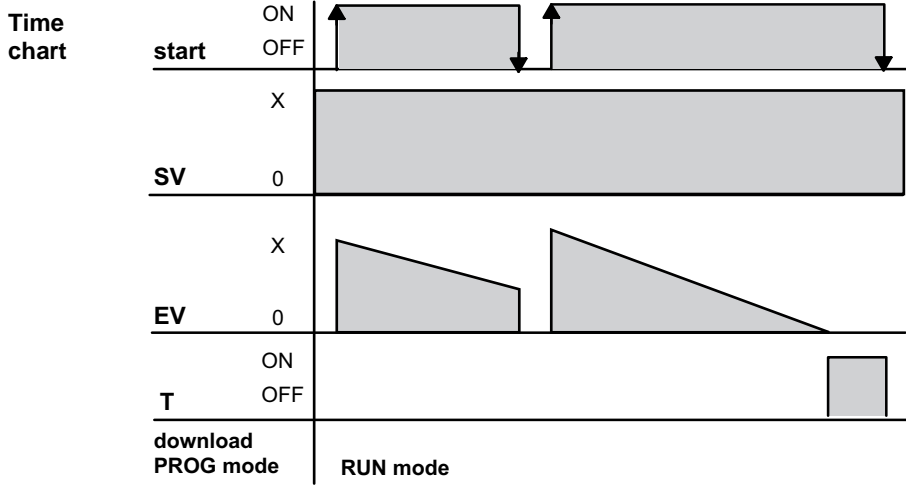 Time
chart
ON
start OFF
X
SV 0
X
EV 0
ON
T OFF
download
PROG mode RUN mode